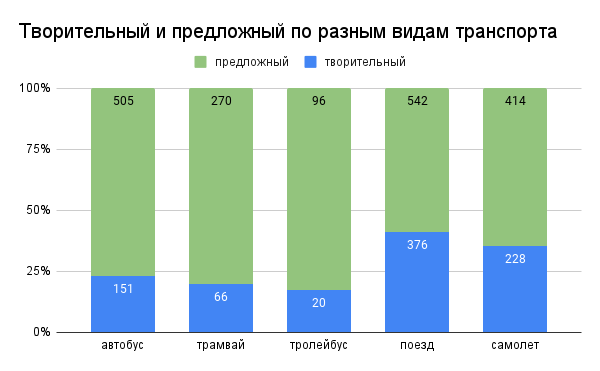 Творительный и предложный по разным видам транспорта
предложный творительный
100%
75%
50%
25%
0%
505 270 96 542 414
151 66 20 376 228
автобус трамвай тролейбус поезд самолет